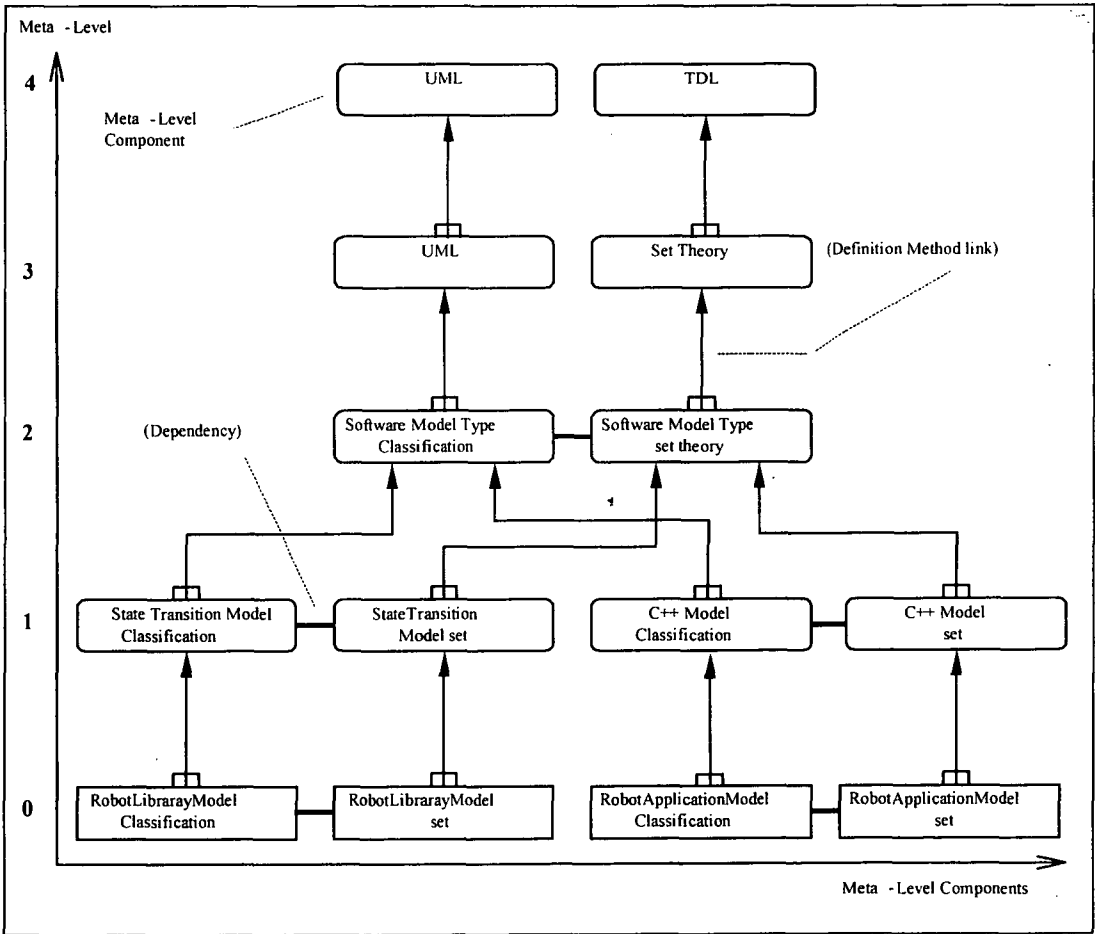 Meta -Level
4
UML
TDL
Meta -Level
Component
3
UML
Set Theory
(Definition Method link)
2
(Dependency)
Software Model Type
Classification
Software Model Type
set theory
1
State Transition Model
Classification
StateTransition
Model set
C++ Model
Classification
C++ Model
set
0
RobotLibrarayModel
Classification
RobotLibrarayModel
set
RobotApplicationModel
Classification
RobotApplicationModel
set
Meta -Level Components